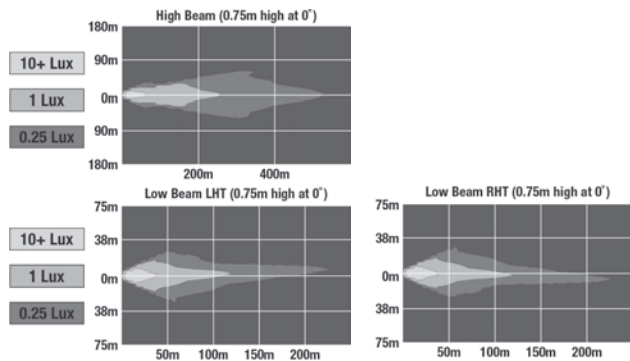 High Beam (0.75m high at 0˚)
180m
90m
0m
90m
180m
200m 400m
10+ Lux
1 Lux
0.25 Lux
Low Beam LHT (0.75m high at 0˚)
75m
38m
0m
38m
75m
50m 100m 150m 200m
10+ Lux
1 Lux
0.25 Lux
Low Beam RHT (0.75m high at 0˚)
75m
38m
0m
38m
75m
50m 100m 150m 200m